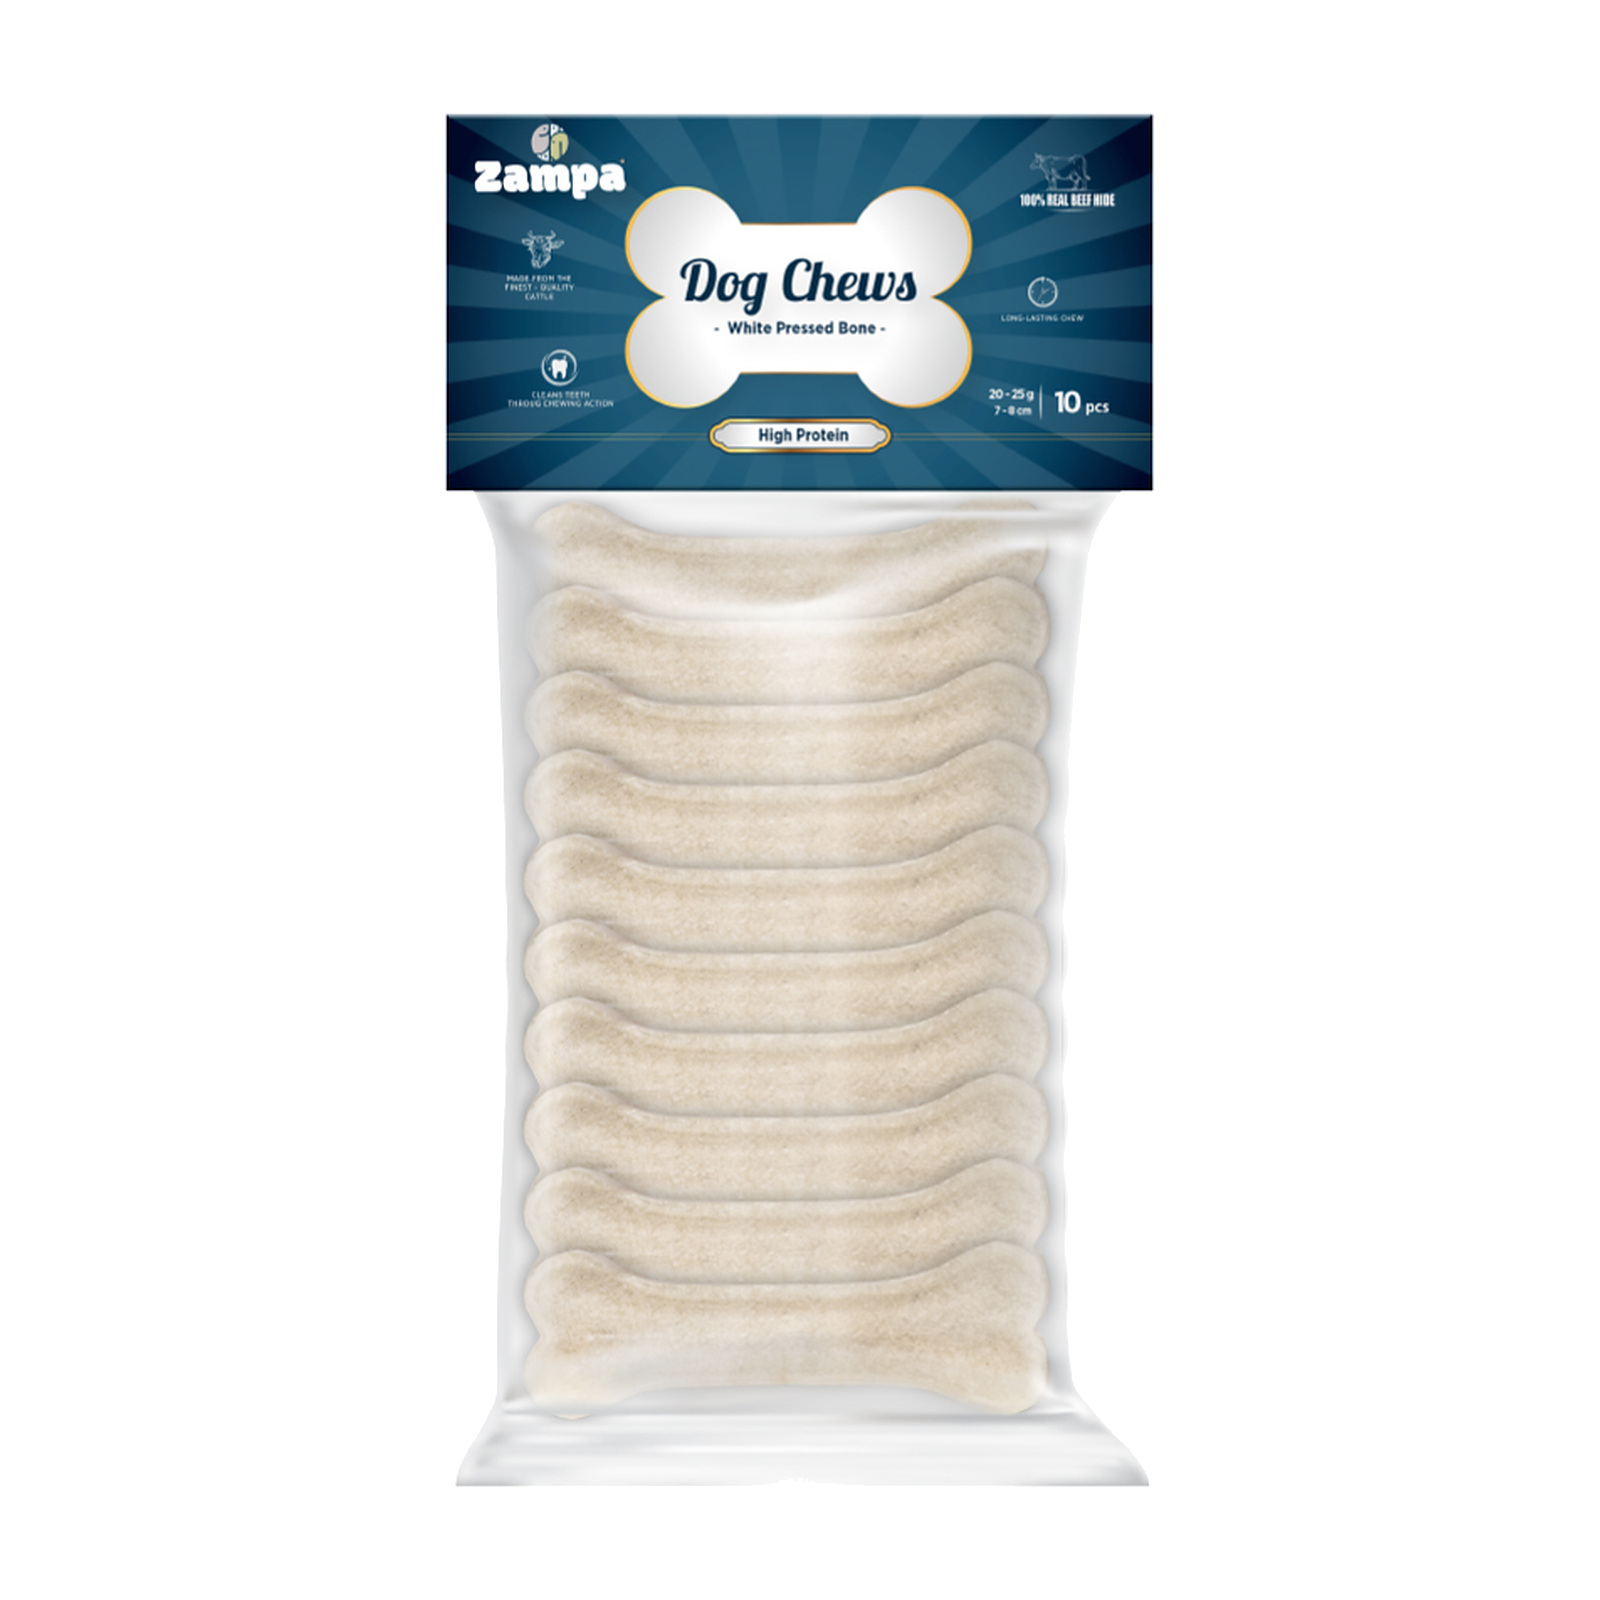 en
Zampa
100% REAL BEEF HIDE
MADE FROM THE
FINEST - QUALITY
CATTLE
Dog Chews
- White Pressed Bone -
LONG-LASTING CHEW
CLEANS TEETH
THROUG CHEWING ACTION
20-25 g
7-8 cm
10 pcs
High Protein